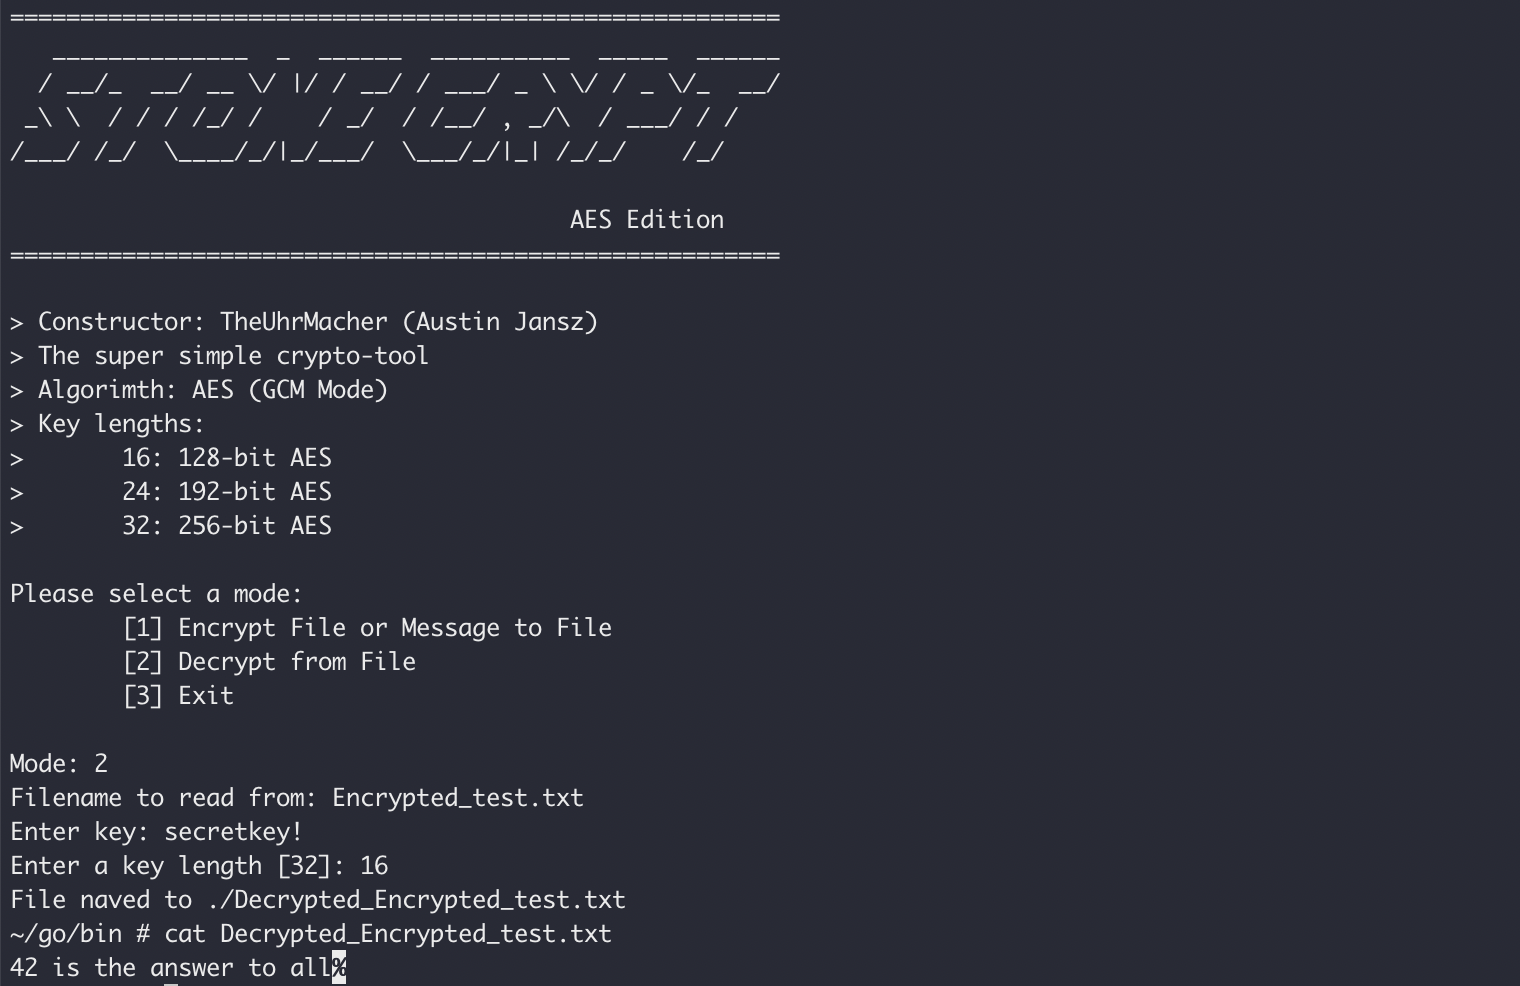 =======================================================
   ______________  _  ______  __________  _____  ______
  / __/_  __/ __ \/ |/ / __/ / ___/ _ \ \/ / _ \/_  __/
 _\ \  / / / /_/ /    / _/  / /__/ , _/\  / ___/ / /
/___/ /_/  \____/_/|_/___/  \___/_/|_| /_/_/    /_/
AES Edition
=======================================================
> Constructor: TheUhrMacher (Austin Jansz)
> The super simple crypto-tool
> Algorimth: AES (GCM Mode)
> Key lengths:
>       16: 128-bit AES
>       24: 192-bit AES
>       32: 256-bit AES
Please select a mode:
        [1] Encrypt File or Message to File
        [2] Decrypt from File
        [3] Exit
Mode: 2
Filename to read from: Encrypted_test.txt
Enter key: secretkey!
Enter a key length [32]: 16
File naved to ./Decrypted_Encrypted_test.txt
~/go/bin # cat Decrypted_Encrypted_test.txt
42 is the answer to all%